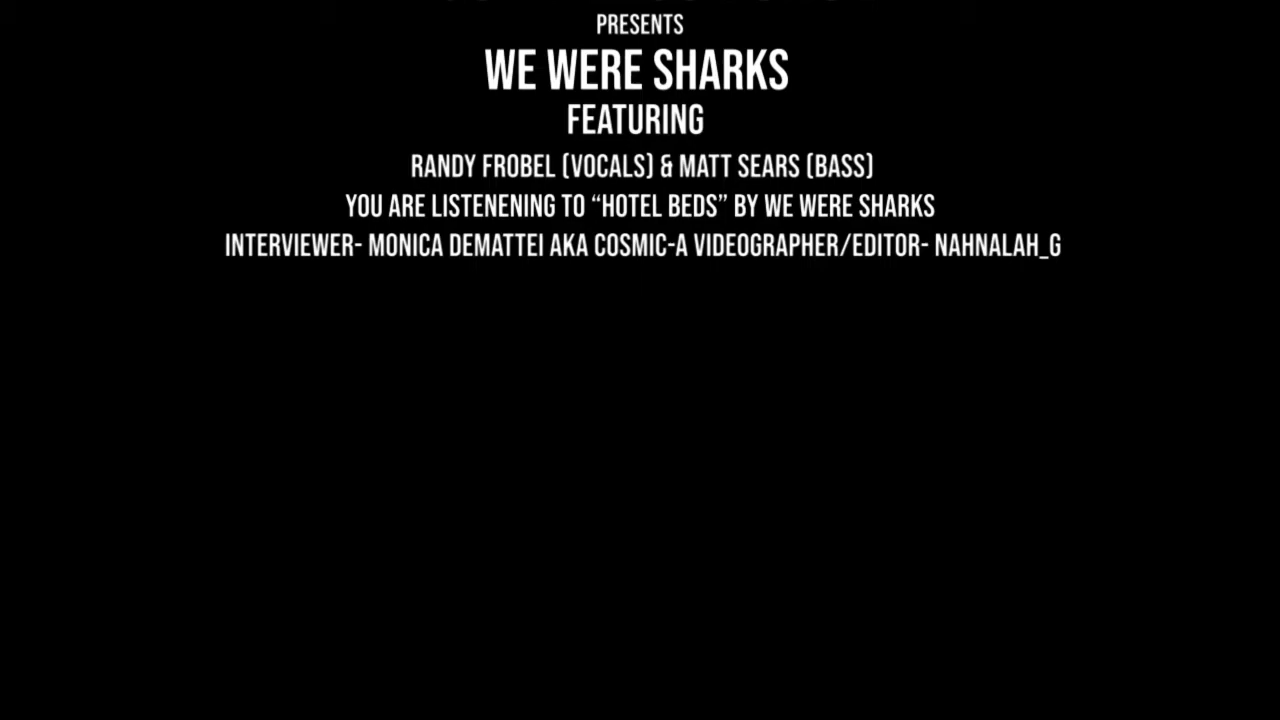 PRESENTS
WE WERE SHARKS
FEATURING
RANDY FROBEL (VOCALS) & MATT SEARS (BASS)
YOU ARE LISTENENING TO “HOTEL BEDS” BY WE WERE SHARKS
INTERVIEWER- MONICA DEMATTEI AKA COSMIC-A VIDEOGRAPHER/EDITOR- NAHNALAH_G